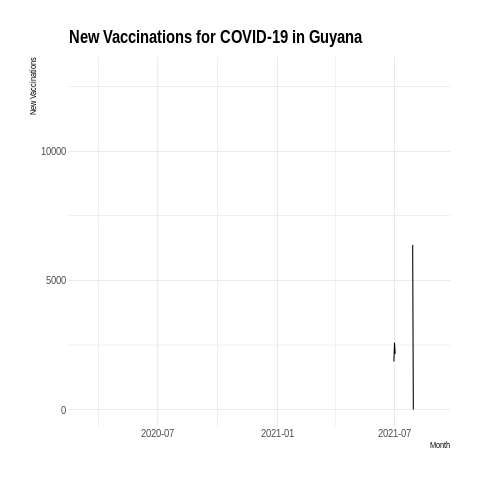 New Vaccinations for COVID-19 in Guyana
New Vaccinations
10000
5000
0
2020-07
2021-01
2021-07
Month